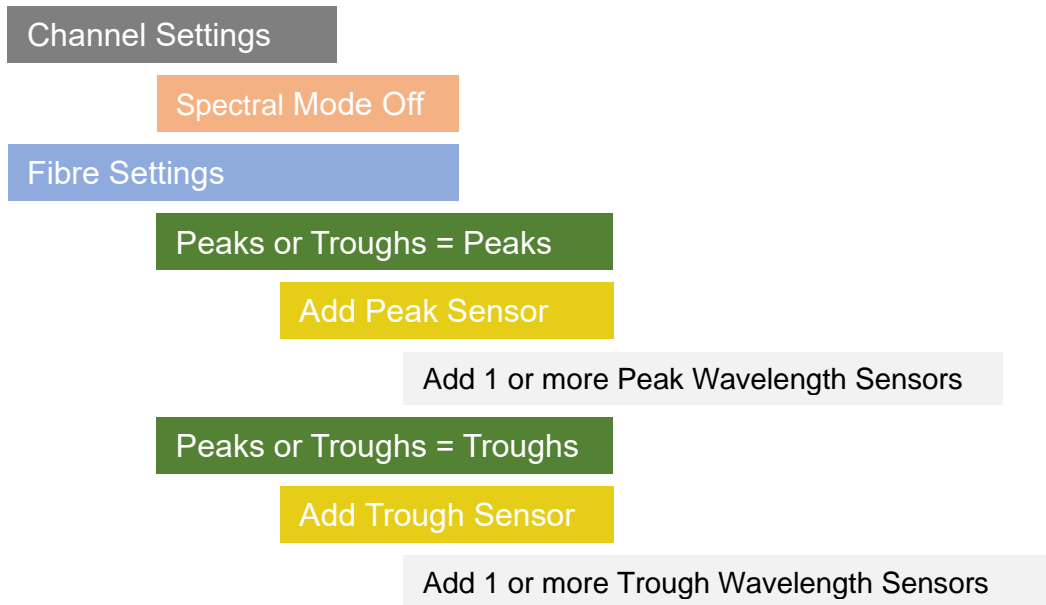 Channel Settings
Spectral Mode Off
Fibre Settings
Peaks or Troughs = Peaks
Add Peak Sensor
Add 1 or more Peak Wavelength Sensors
Peaks or Troughs = Troughs
Add Trough Sensor
Add 1 or more Trough Wavelength Sensors